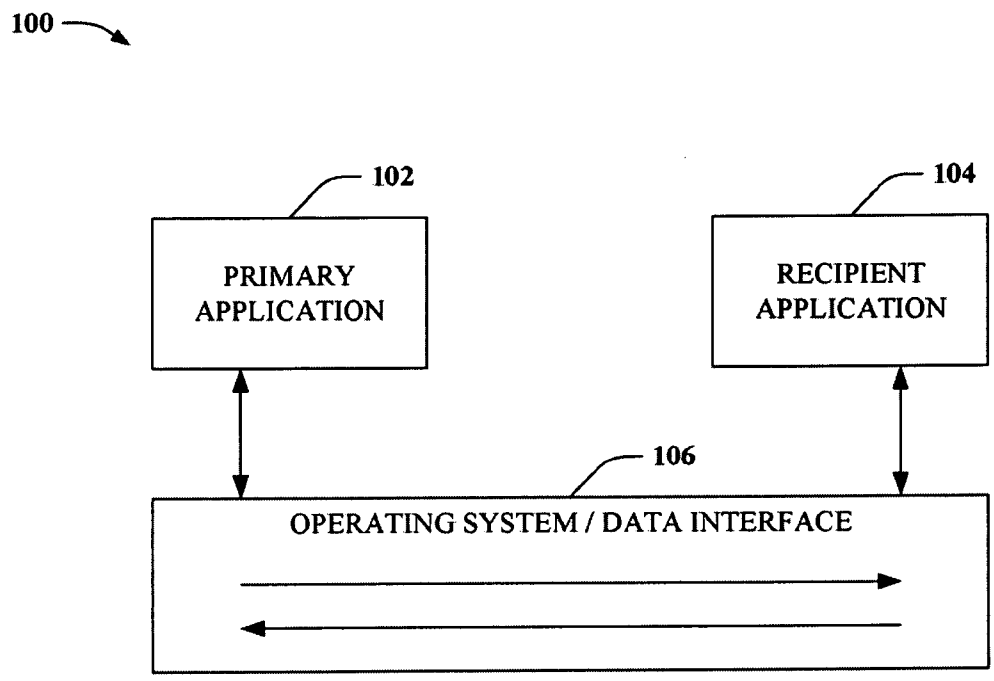 100
102
104
PRIMARY
APPLICATION
RECIPIENT
APPLICATION
106
OPERATING SYSTEM / DATA INTERFACE